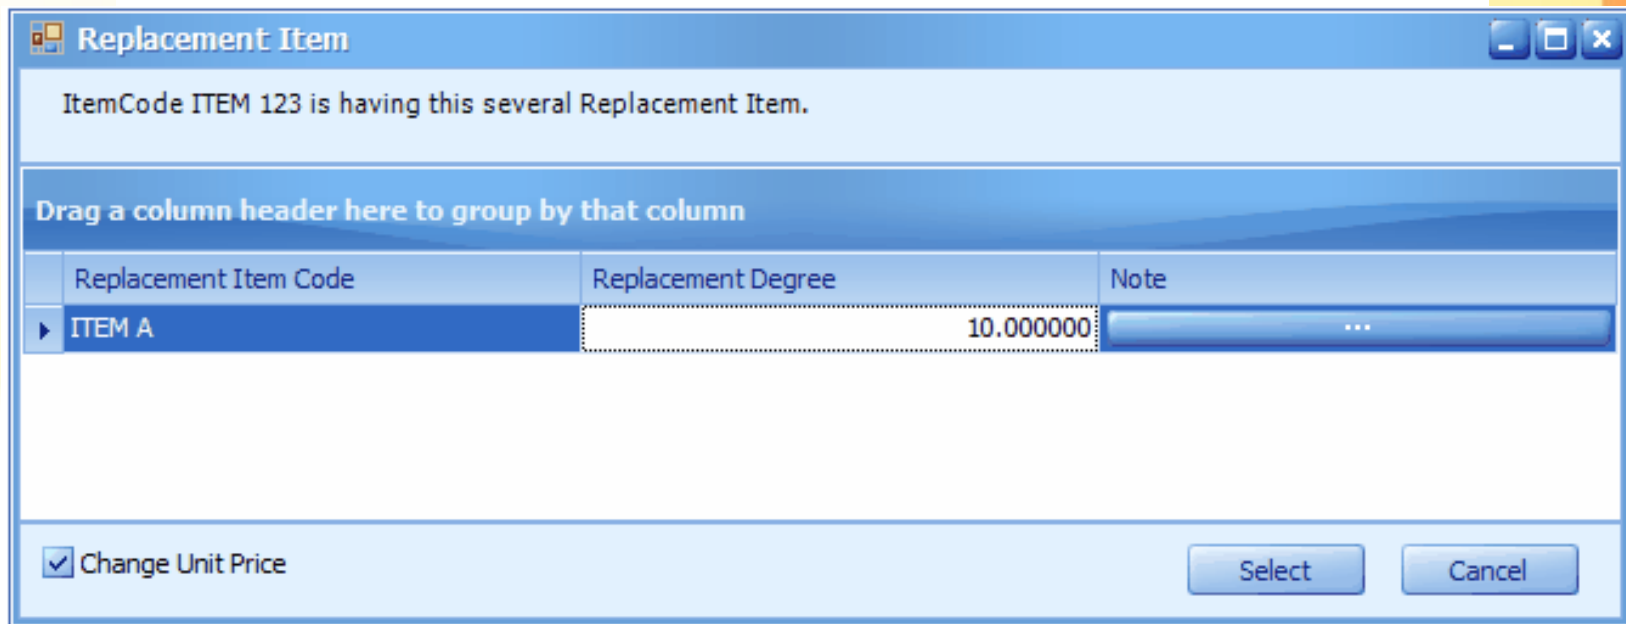 Replacement Item
ItemCode ITEM 123 is having this several Replacement Item.
Drag a column header here to group by that column
Replacement Item Code Replacement Degree Note
ITEM A 10.000000 ...
Change Unit Price Select Cancel